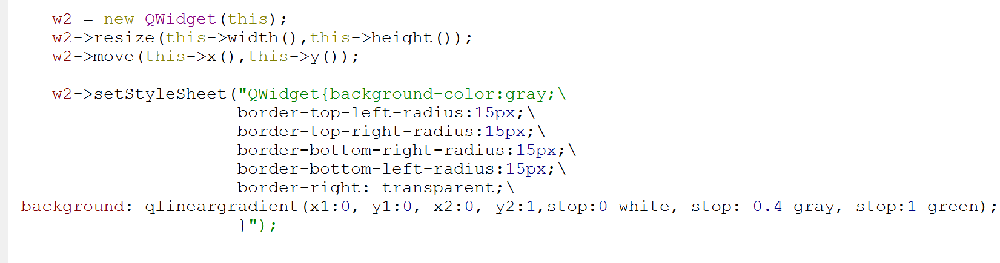 w2 = new QWidget(this);
w2->resize(this->width(),this->height());
w2->move(this->x(),this->y());
w2->setStyleSheet("QWidget{background-color:gray;\
border-top-left-radius:15px;\
border-top-right-radius:15px;\
border-bottom-right-radius:15px;\
border-bottom-left-radius:15px;\
border-right: transparent;\
background: qlineargradient(x1:0, y1:0, x2:0, y2:1,stop:0 white, stop: 0.4 gray, stop:1 green);
}");